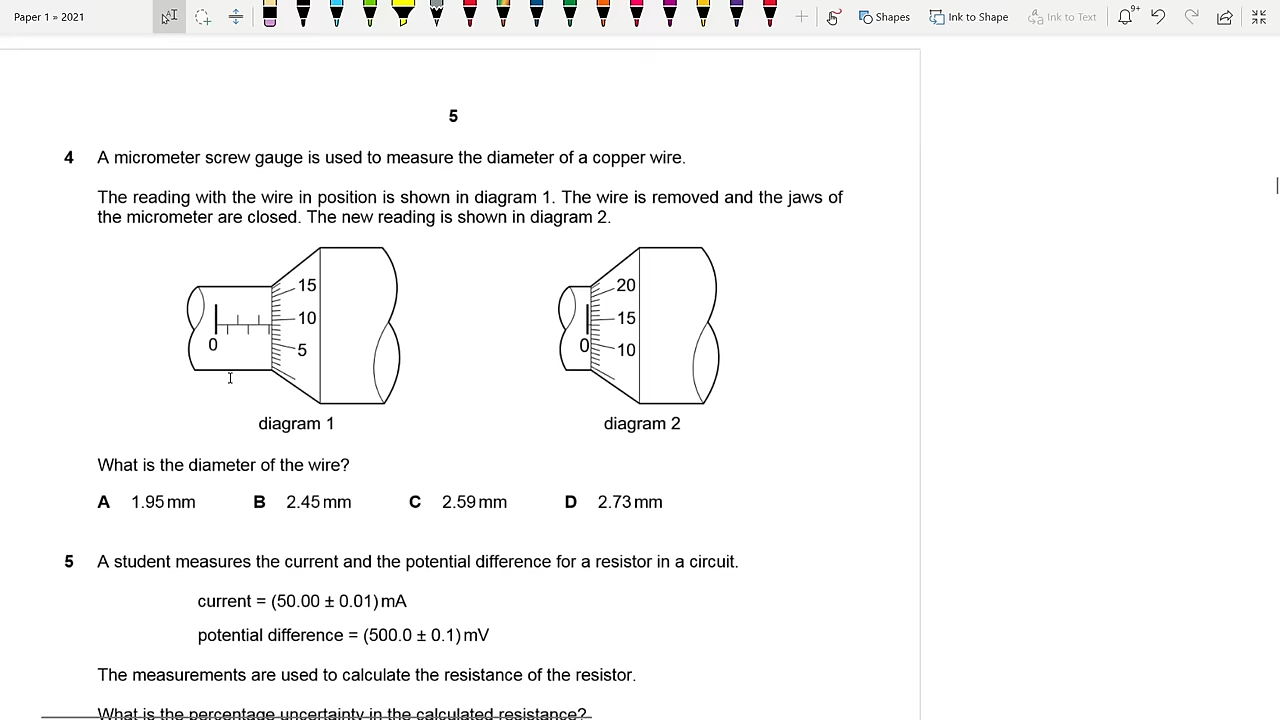 Paper 1 » 2021
Shapes
Ink to Shape
Ink to Text
9+
5
4 A micrometer screw gauge is used to measure the diameter of a copper wire.
The reading with the wire in position is shown in diagram 1. The wire is removed and the jaws of
the micrometer are closed. The new reading is shown in diagram 2.
15
10
5
0
20
15
10
0
diagram 1
diagram 2
What is the diameter of the wire?
A 1.95 mm B 2.45 mm C 2.59 mm D 2.73 mm
5 A student measures the current and the potential difference for a resistor in a circuit.
current = (50.00 ± 0.01) mA
potential difference = (500.0 ± 0.1) mV
The measurements are used to calculate the resistance of the resistor.
What is the percentage uncertainty in the calculated resistance?